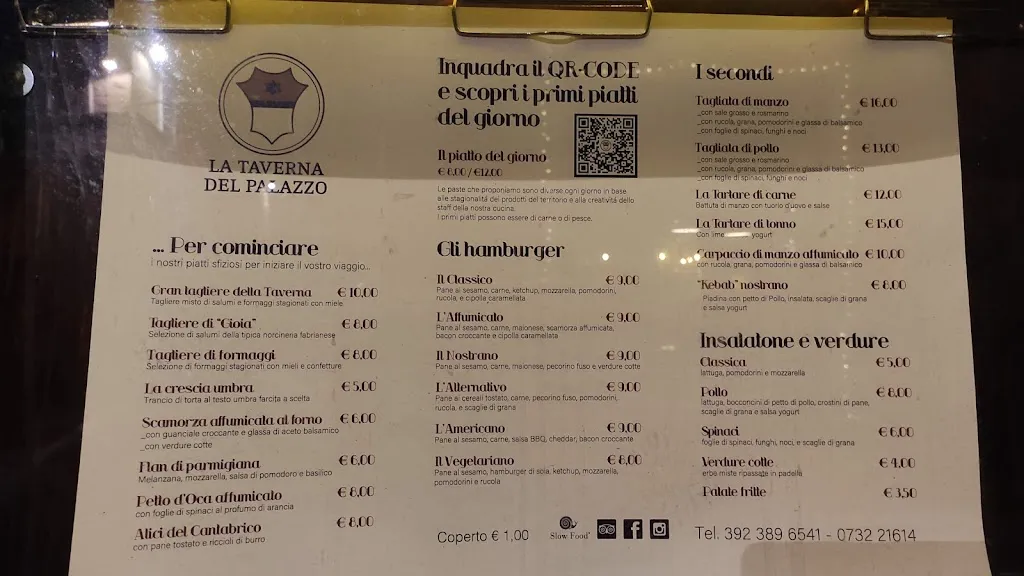 LA TAVERNA
DEL PALAZZO
... Per cominciare
I nostri piatti sfiziosi per iniziare il vostro viaggio...
Gran tagliere della Taverna € 10,00
Tagliere misto di salumi e formaggi stagionati con miele
Tagliere di "Gioia" € 8,00
Selezione di salumi della tipica norcineria fabrianese
Tagliere di formaggi € 8,00
Selezione di formaggi stagionati con mieli e confetture
La crescia umbra € 5,00
Trancio di torta al testo umbra farcita a scelta
Scamorza affumicata al forno € 6,00
_con guanciale croccante e glassa di aceto balsamico
_con verdure cotte
Flan di parmigiana € 6,00
Melanzana, mozzarella, salsa di pomodoro e basilico
Petto d'Oca affumicato € 8,00
con foglie di spinaci al profumo di arancia
Alici del Cantabrico € 8,00
con pane tostato e riccioli di burro
Inquadra il QR-CODE
e scopri i primi piatti
del giorno
Il piatto del giorno
€ 8.00 / €12.00
Le paste che proponiamo sono diverse ogni giorno in base
alle stagionalità dei prodotti del territorio e alla creatività dello
staff della nostra cucina.
I primi piatti possono essere di carne o di pesce.
Gli hamburger
Il Classico € 9,00
Pane al sesamo, carne, ketchup, mozzarella, pomodorini,
rucola, e cipolla caramellata
L'Affumicato € 9,00
Pane al sesamo, carne, maionese, scamorza affumicata,
bacon croccante e cipolla caramellata
Il Nostrano € 9,00
Pane al sesamo, carne, maionese, pecorino fuso e verdure cotte
L'Alternativo € 9,00
Pane ai cereali tostato, carne, pecorino fuso, pomodorini,
rucola, e scaglie di grana
L'Americano € 9,00
Pane al sesamo, carne, salsa BBQ, cheddar, bacon croccante
Il Vegetariano € 8,00
Pane al sesamo, hamburger di soia, ketchup, mozzarella,
pomodorini e rucola
Coperto € 1,00
Slow Food
I secondi
Tagliata di manzo € 16,00
_con sale grosso e rosmarino
_con rucola, grana, pomodorini e glassa di balsamico
_con foglie di spinaci, funghi e noci
Tagliata di pollo € 13,00
_con sale grosso e rosmarino
_con rucola, grana, pomodorini e glassa di balsamico
_con foglie di spinaci, funghi e noci
La Tartare di carne € 12,00
Battuta di manzo con tuorlo d'uovo e salse
La Tartare di tonno € 15,00
Con lime yogurt
Carpaccio di manzo affumicato € 10,00
con rucola, grana, pomodorini e glassa di balsamico
"Kebab" nostrano € 8,00
Piadina con petto di Pollo, insalata, scaglie di grana
e salsa yogurt
Insalatone e verdure
Classica € 5,00
lattuga, pomodorini e mozzarella
Pollo € 8,00
lattuga, bocconcini di petto di pollo, crostini di pane,
scaglie di grana e salsa yogurt
Spinaci € 6,00
foglie di spinaci, funghi, noci, e scaglie di grana
Verdure cotte € 4,00
erbe miste ripassate in padella
Patate fritte € 3,50
Tel. 392 389 6541 - 0732 21614